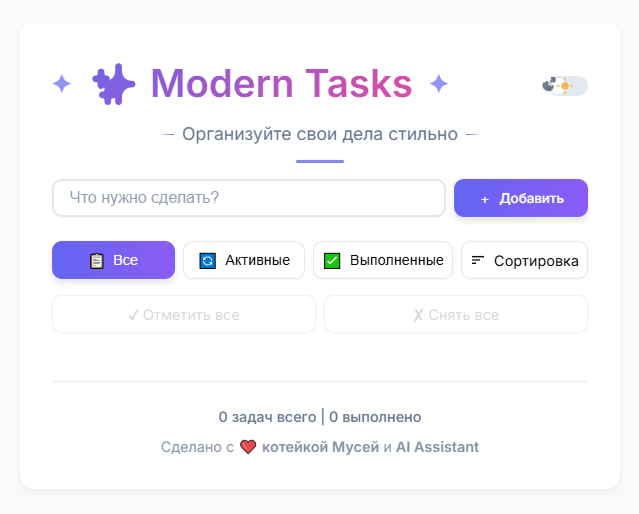 Modern Tasks
Организуйте свои дела стильно
Что нужно сделать?
+ Добавить
Все
Активные
Выполненные
Сортировка
✓ Отметить все
✗ Снять все
0 задач всего | 0 выполнено
Сделано с ❤️ котейкой Мусей и AI Assistant